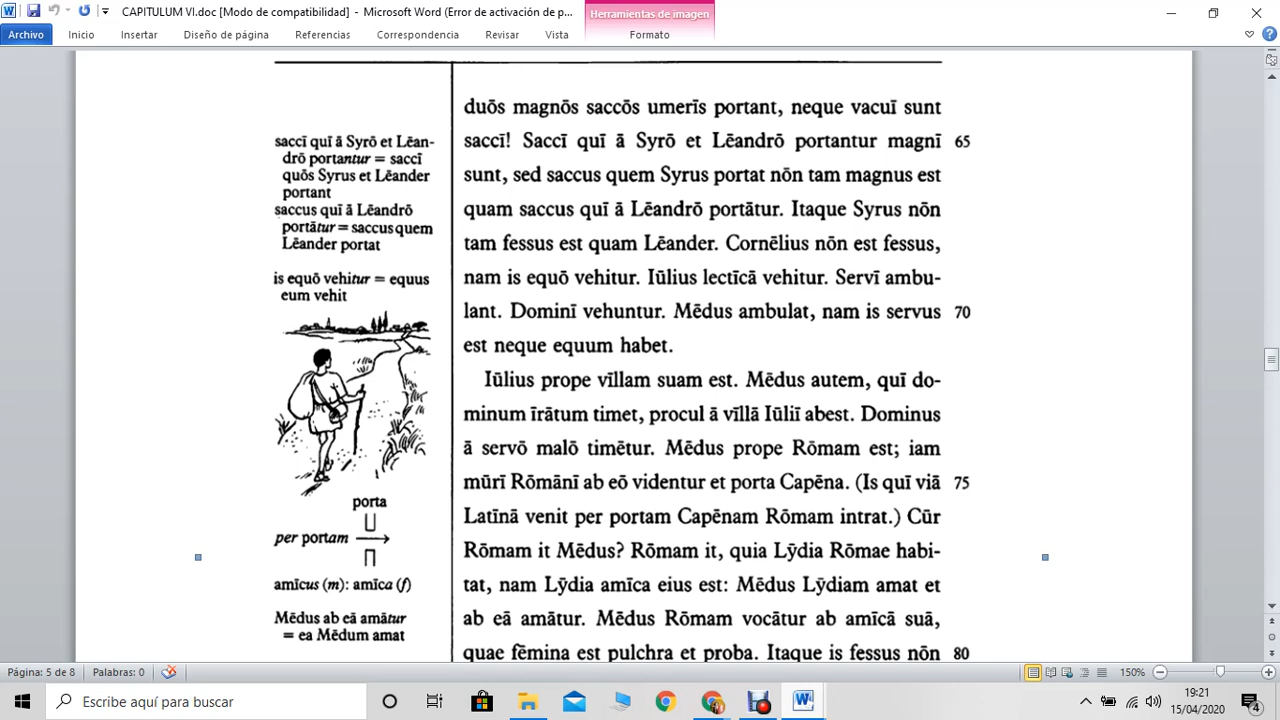 CAPITULUM VI.doc [Modo de compatibilidad] - Microsoft Word (Error de activación de p...
Herramientas de imagen
Archivo Inicio Insertar Diseño de página Referencias Correspondencia Revisar Vista Formato
duōs magnōs saccōs umerīs portant, neque vacuī sunt
saccī! Saccī quī ā Syrō et Lēandrō portantur magnī 65
sunt, sed saccus quem Syrus portat nōn tam magnus est
quam saccus quī ā Lēandrō portātur. Itaque Syrus nōn
tam fessus est quam Lēander. Cornēlius nōn est fessus,
nam is equō vehitur. Iūlius lectīcā vehitur. Servī ambu-
lant. Dominī vehuntur. Mēdus ambulat, nam is servus 70
est neque equum habet.
Iūlius prope vīllam suam est. Mēdus autem, quī do-
minum īrātum timet, procul ā vīllā Iūliī abest. Dominus
ā servō malō timētur. Mēdus prope Rōmam est; iam
mūrī Rōmānī ab eō videntur et porta Capēna. (Is quī viā 75
Latīnā venit per portam Capēnam Rōmam intrat.) Cūr
Rōmam it Mēdus? Rōmam it, quia Lȳdia Rōmae habi-
tat, nam Lȳdia amīca eius est: Mēdus Lȳdiam amat et
ab eā amātur. Mēdus Rōmam vocātur ab amīcā suā,
quae fēmina est pulchra et proba. Itaque is fessus nōn 80
saccī quī ā Syrō et Lēan-
drō portantur = saccī
quōs Syrus et Lēander
portant
saccus quī ā Lēandrō
portātur = saccus quem
Lēander portat
is equō vehitur = equus
eum vehit
porta
per portam
amīcus (m): amīca (f)
Mēdus ab eā amātur
= ea Mēdum amat
Página: 5 de 8 Palabras: 0 150%
Escribe aquí para buscar
9:21
15/04/2020
4